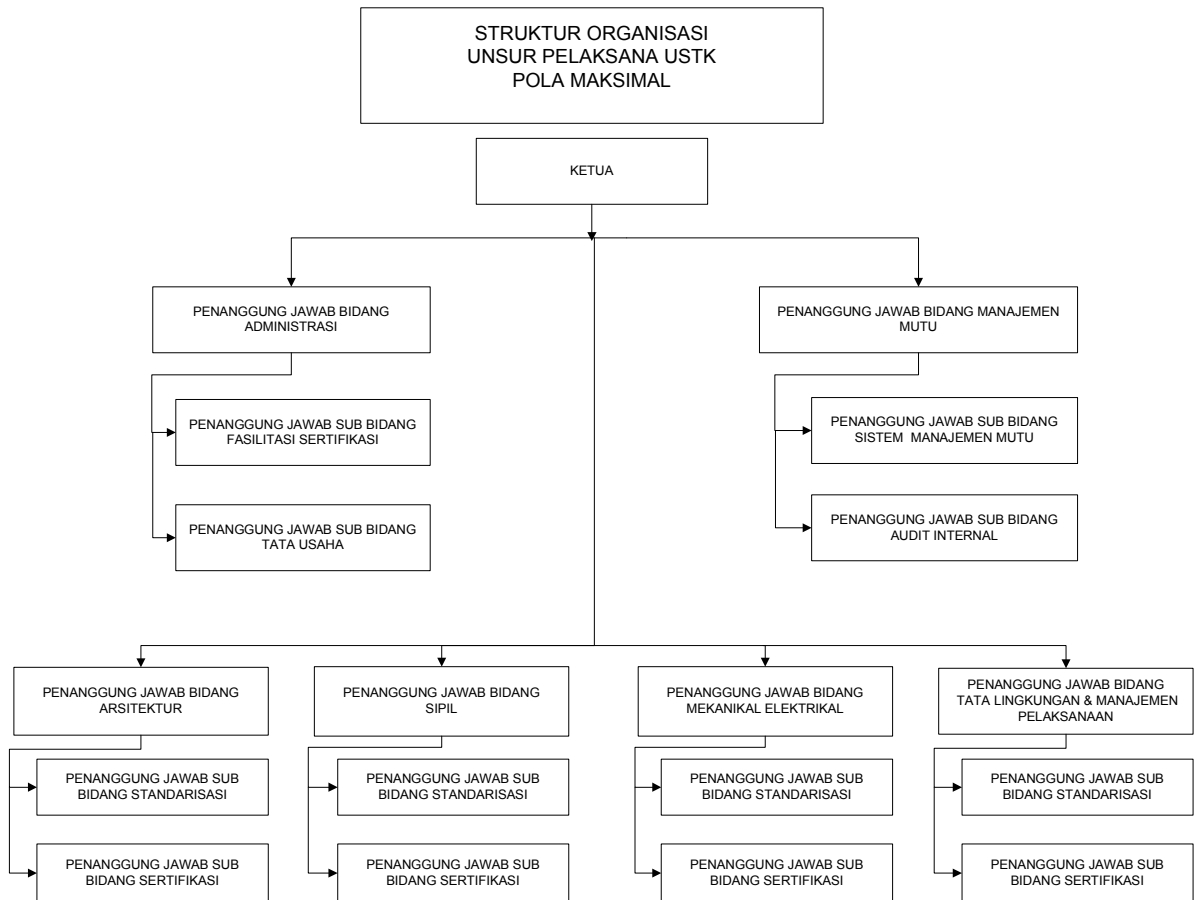 STRUKTUR ORGANISASI
UNSUR PELAKSANA USTK
POLA MAKSIMAL
KETUA
PENANGGUNG JAWAB BIDANG
ADMINISTRASI
PENANGGUNG JAWAB BIDANG MANAJEMEN
MUTU
PENANGGUNG JAWAB SUB BIDANG
FASILITASI SERTIFIKASI
PENANGGUNG JAWAB SUB BIDANG
SISTEM  MANAJEMEN MUTU
PENANGGUNG JAWAB SUB BIDANG
TATA USAHA
PENANGGUNG JAWAB SUB BIDANG
AUDIT INTERNAL
PENANGGUNG JAWAB BIDANG
ARSITEKTUR
PENANGGUNG JAWAB BIDANG
SIPIL
PENANGGUNG JAWAB BIDANG
MEKANIKAL ELEKTRIKAL
PENANGGUNG JAWAB BIDANG
TATA LINGKUNGAN & MANAJEMEN
PELAKSANAAN
PENANGGUNG JAWAB SUB
BIDANG STANDARISASI
PENANGGUNG JAWAB SUB
BIDANG STANDARISASI
PENANGGUNG JAWAB SUB
BIDANG STANDARISASI
PENANGGUNG JAWAB SUB
BIDANG STANDARISASI
PENANGGUNG JAWAB SUB
BIDANG SERTIFIKASI
PENANGGUNG JAWAB SUB
BIDANG SERTIFIKASI
PENANGGUNG JAWAB SUB
BIDANG SERTIFIKASI
PENANGGUNG JAWAB SUB
BIDANG SERTIFIKASI